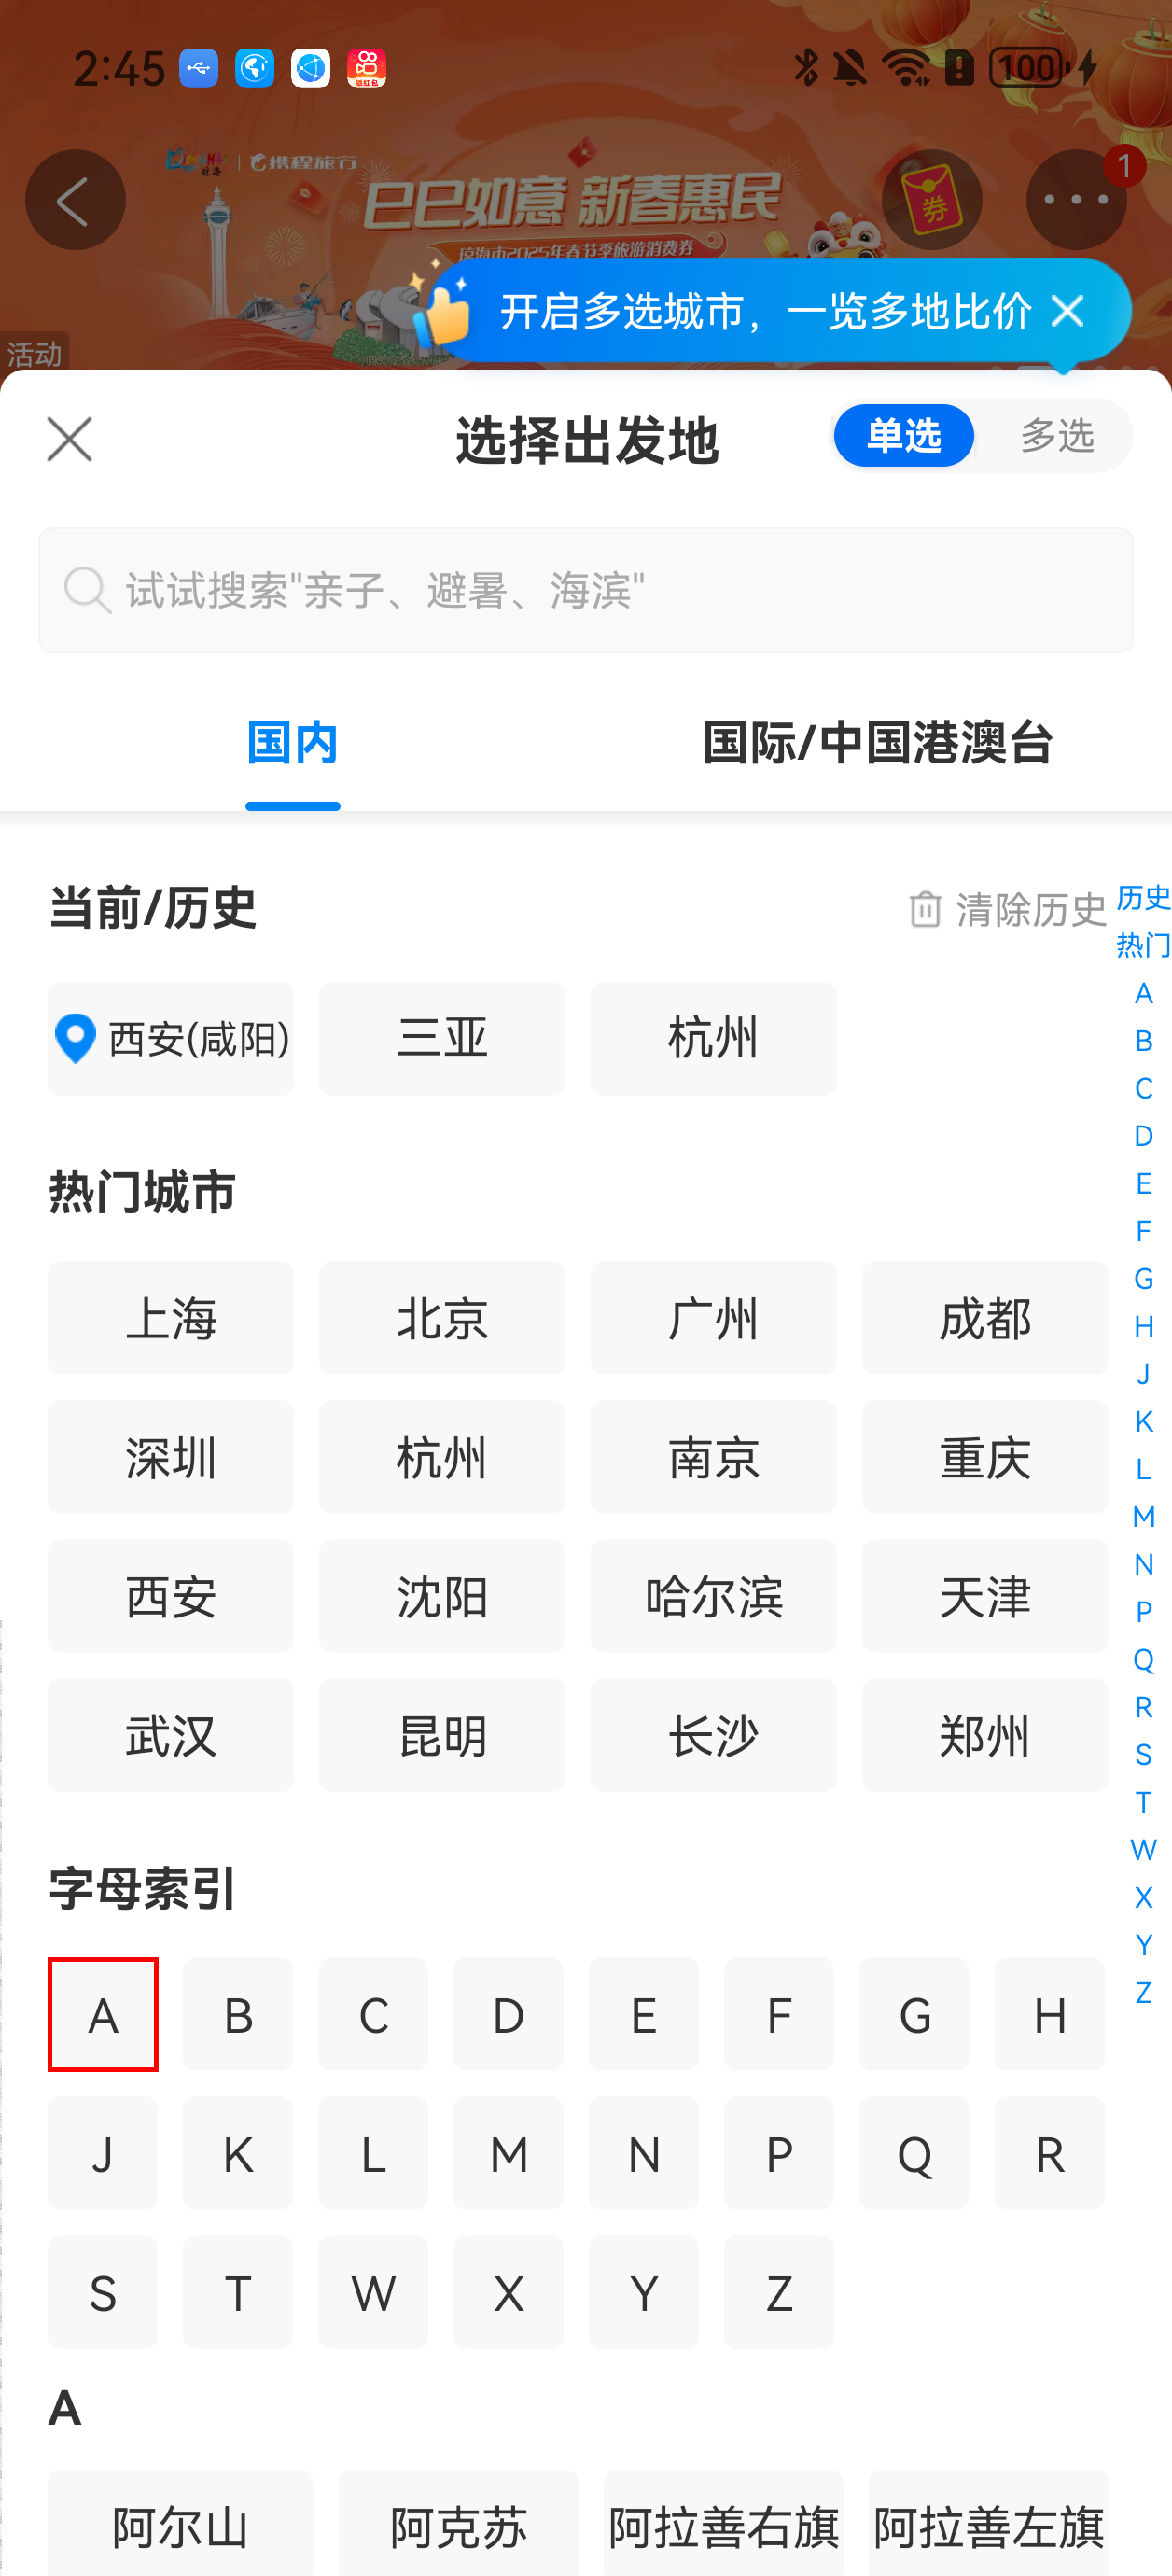 2:45
100
携程旅行
巳巳如意 新春惠民
琼海市2025年春节季旅游消费券
券
1
开启多选城市，一览多地比价
活动
选择出发地
单选
多选
试试搜索"亲子、避暑、海滨"
国内
国际/中国港澳台
当前/历史
清除历史
西安(咸阳)
三亚
杭州
热门城市
上海
北京
广州
成都
深圳
杭州
南京
重庆
西安
沈阳
哈尔滨
天津
武汉
昆明
长沙
郑州
字母索引
A
B
C
D
E
F
G
H
J
K
L
M
N
P
Q
R
S
T
W
X
Y
Z
A
阿尔山
阿克苏
阿拉善右旗
阿拉善左旗
历史
热门
A
B
C
D
E
F
G
H
J
K
L
M
N
P
Q
R
S
T
W
X
Y
Z